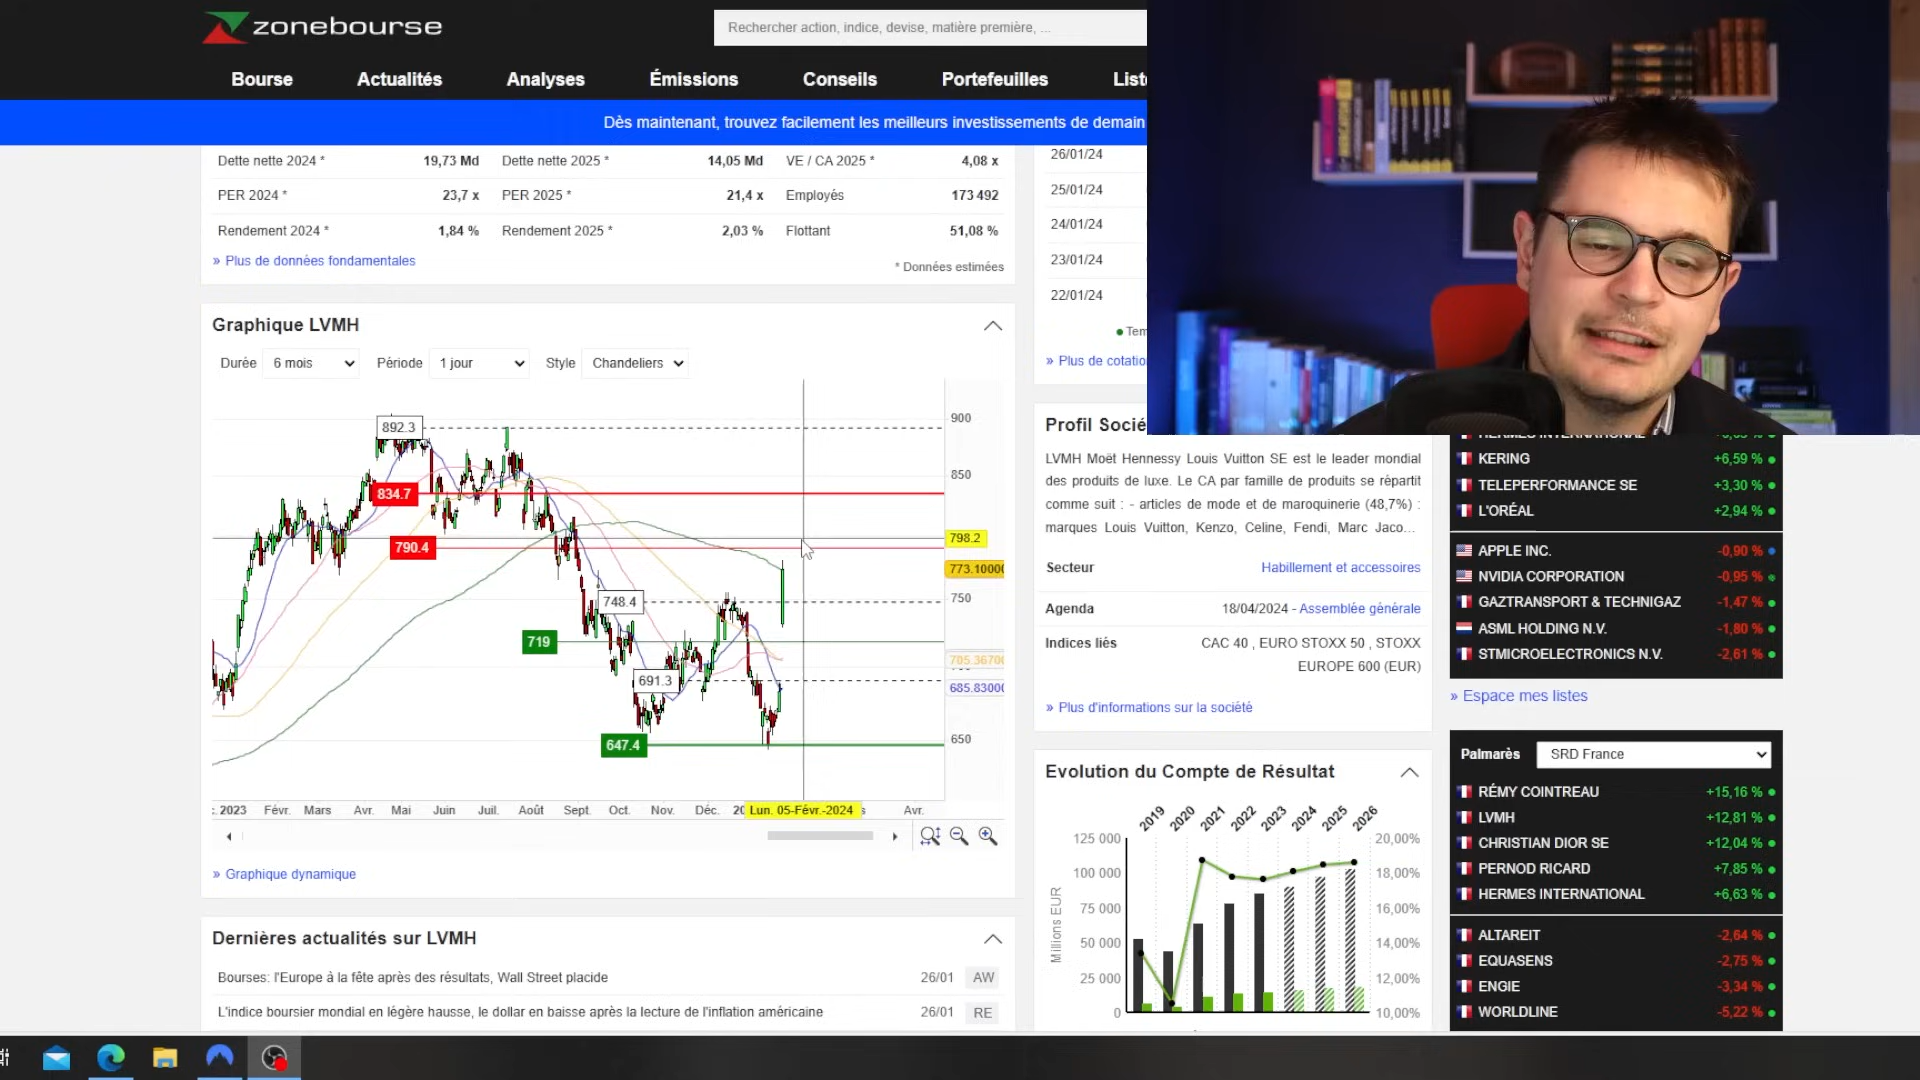 zonebourse
Rechercher action, indice, devise, matière première, ...
Bourse
Actualités
Analyses
Émissions
Conseils
Portefeuilles
Dès maintenant, trouvez facilement les meilleurs investissements de demain
Dette nette 2024 * 19,73 Md Dette nette 2025 * 14,05 Md VE / CA 2025 * 4,08 x
PER 2024 * 23,7 x PER 2025 * 21,4 x Employés 173 492
Rendement 2024 * 1,84 % Rendement 2025 * 2,03 % Flottant 51,08 %
» Plus de données fondamentales
* Données estimées
Graphique LVMH
Durée 6 mois Période 1 jour Style Chandeliers
892.3
834.7
790.4
748.4
719
691.3
647.4
900
850
798.2
773.10000
750
705.36700
685.83000
650
2023 Févr. Mars Avr. Mai Juin Juil. Août Sept. Oct. Nov. Déc. 20 Lun. 05-Févr.-2024 s Avr.
» Graphique dynamique
Dernières actualités sur LVMH
Bourses: l'Europe à la fête après des résultats, Wall Street placide 26/01 AW
L'indice boursier mondial en légère hausse, le dollar en baisse après la lecture de l'inflation américaine 26/01 RE
26/01/24
25/01/24
24/01/24
23/01/24
22/01/24
» Plus de cotatio
Profil Socié
LVMH Moët Hennessy Louis Vuitton SE est le leader mondial
des produits de luxe. Le CA par famille de produits se répartit
comme suit : - articles de mode et de maroquinerie (48,7%) :
marques Louis Vuitton, Kenzo, Celine, Fendi, Marc Jaco...
Secteur Habillement et accessoires
Agenda 18/04/2024 - Assemblée générale
Indices liés CAC 40 , EURO STOXX 50 , STOXX
EUROPE 600 (EUR)
» Plus d'informations sur la société
Evolution du Compte de Résultat
2019 2020 2021 2022 2023 2024 2025 2026
Millions EUR
125 000
100 000
75 000
50 000
25 000
0
20,00%
18,00%
16,00%
14,00%
12,00%
10,00%
HERMES INTERNATIONAL
KERING +6,59 %
TELEPERFORMANCE SE +3,30 %
L'ORÉAL +2,94 %
APPLE INC. -0,90 %
NVIDIA CORPORATION -0,95 %
GAZTRANSPORT & TECHNIGAZ -1,47 %
ASML HOLDING N.V. -1,80 %
STMICROELECTRONICS N.V. -2,61 %
» Espace mes listes
Palmarès SRD France
RÉMY COINTREAU +15,16 %
LVMH +12,81 %
CHRISTIAN DIOR SE +12,04 %
PERNOD RICARD +7,85 %
HERMES INTERNATIONAL +6,63 %
ALTAREIT -2,64 %
EQUASENS -2,75 %
ENGIE -3,34 %
WORLDLINE -5,22 %